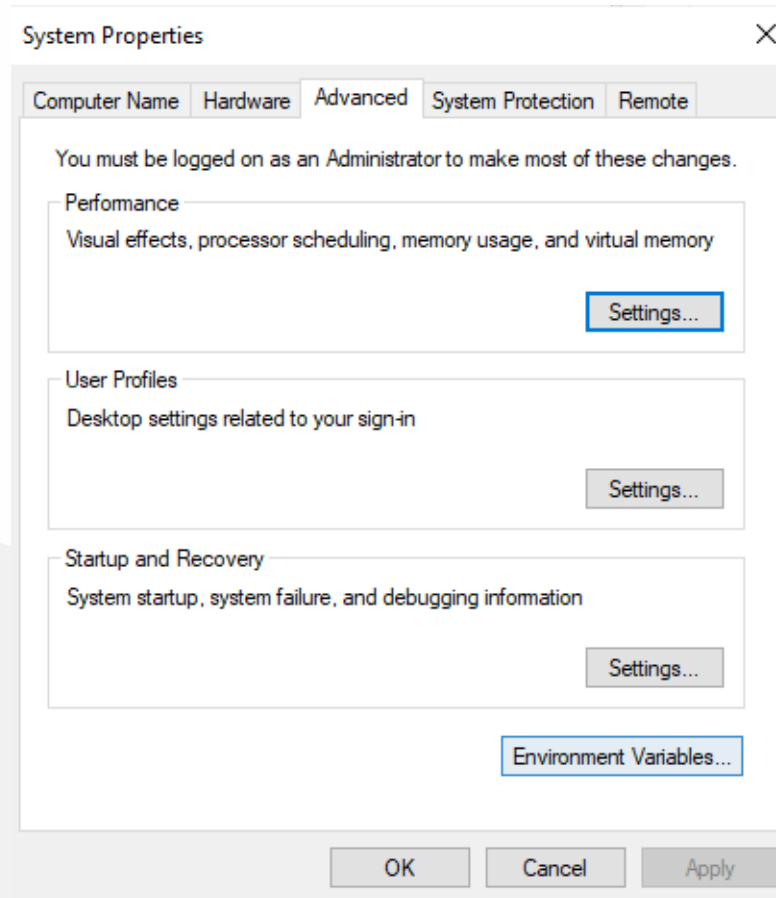 System Properties
Computer Name Hardware Advanced System Protection Remote
You must be logged on as an Administrator to make most of these changes.
Performance
Visual effects, processor scheduling, memory usage, and virtual memory
Settings...
User Profiles
Desktop settings related to your sign-in
Settings...
Startup and Recovery
System startup, system failure, and debugging information
Settings...
Environment Variables...
OK Cancel Apply